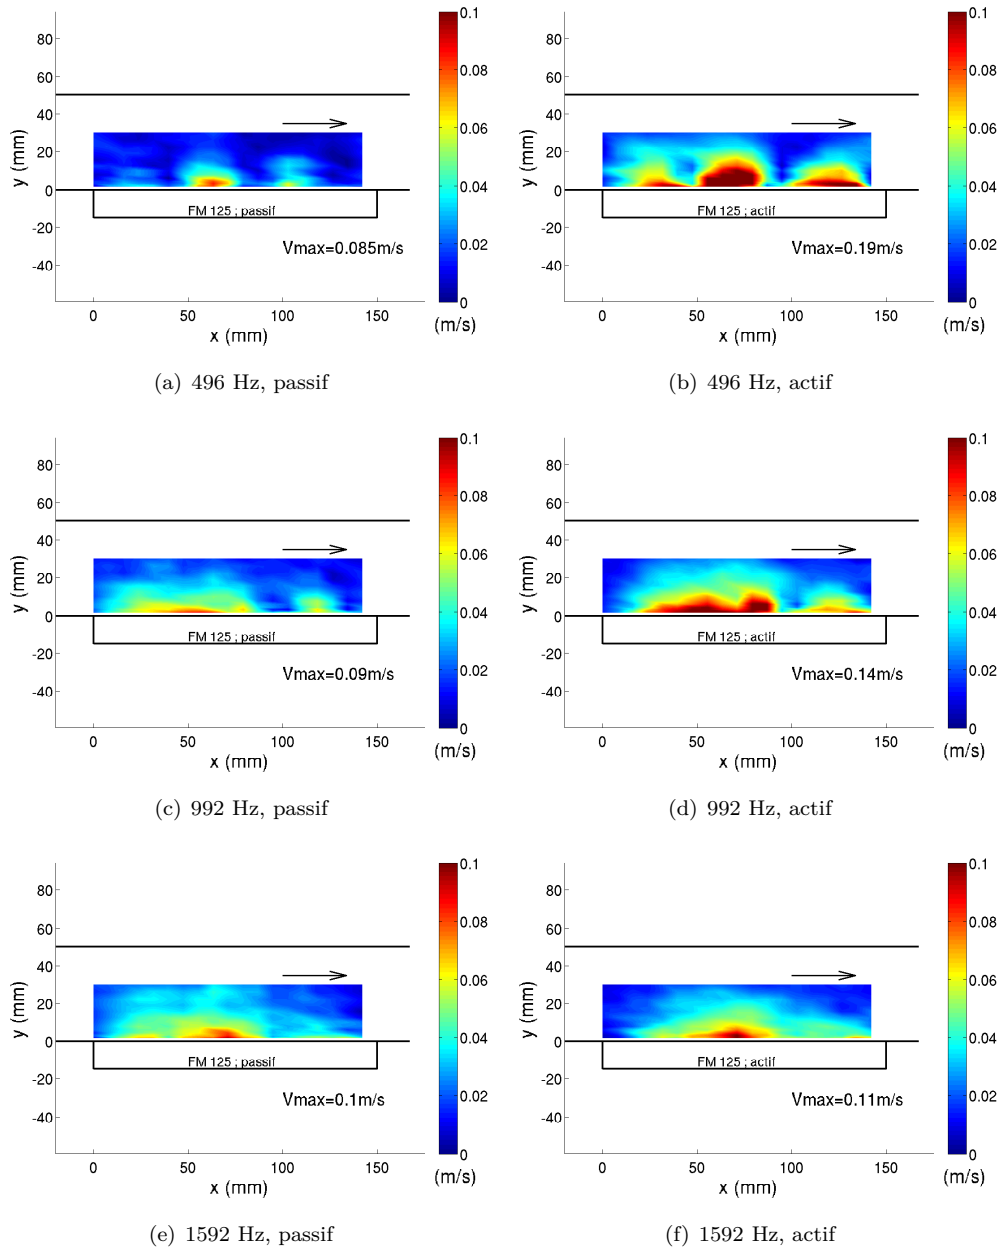 0.1
0.08
0.06
0.04
0.02
0
(m/s)
80
60
40
20
0
-20
-40
y (mm)
FM 125 ; passif
Vmax=0.085m/s
0
50
100
150
x (mm)
(a) 496 Hz, passif
0.1
0.08
0.06
0.04
0.02
0
(m/s)
80
60
40
20
0
-20
-40
y (mm)
FM 125 ; actif
Vmax=0.19m/s
0
50
100
150
x (mm)
(b) 496 Hz, actif
0.1
0.08
0.06
0.04
0.02
0
(m/s)
80
60
40
20
0
-20
-40
y (mm)
FM 125 ; passif
Vmax=0.09m/s
0
50
100
150
x (mm)
(c) 992 Hz, passif
0.1
0.08
0.06
0.04
0.02
0
(m/s)
80
60
40
20
0
-20
-40
y (mm)
FM 125 ; actif
Vmax=0.14m/s
0
50
100
150
x (mm)
(d) 992 Hz, actif
0.1
0.08
0.06
0.04
0.02
0
(m/s)
80
60
40
20
0
-20
-40
y (mm)
FM 125 ; passif
Vmax=0.1m/s
0
50
100
150
x (mm)
(e) 1592 Hz, passif
0.1
0.08
0.06
0.04
0.02
0
(m/s)
80
60
40
20
0
-20
-40
y (mm)
FM 125 ; actif
Vmax=0.11m/s
0
50
100
150
x (mm)
(f) 1592 Hz, actif